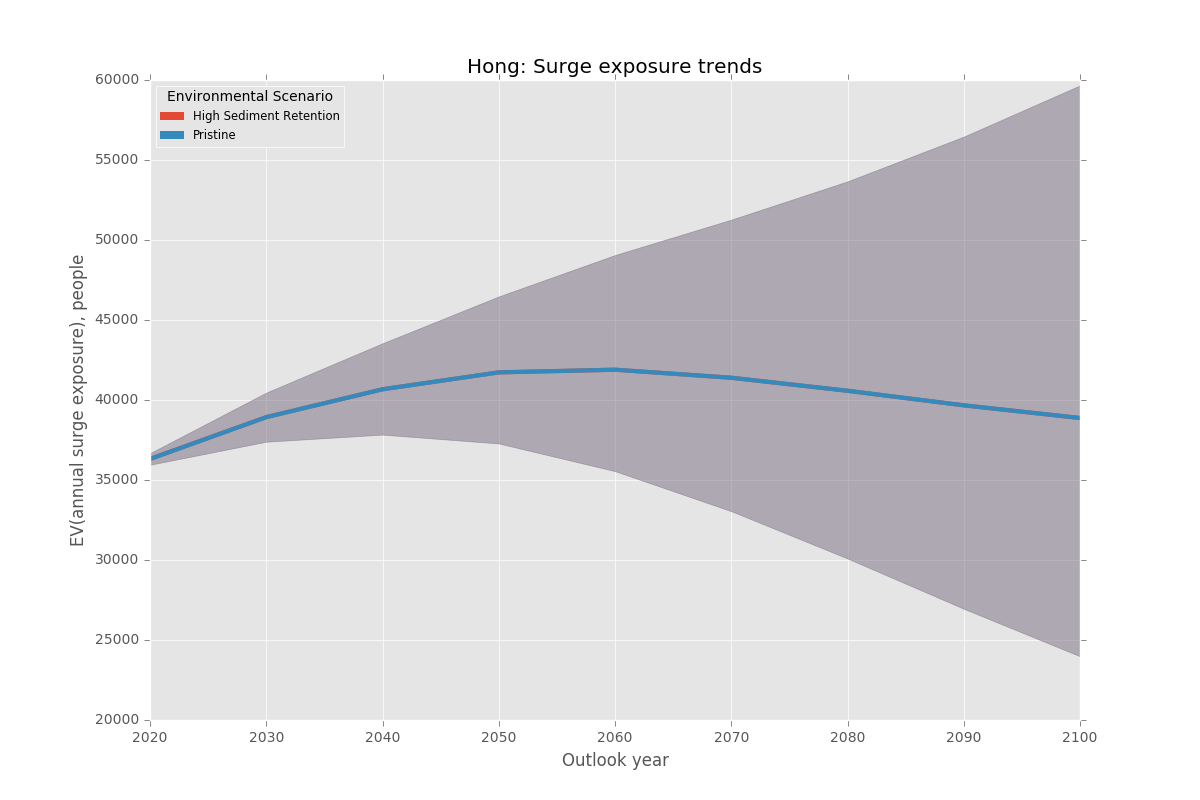 Hong: Surge exposure trends
60000
55000
50000
45000
40000
35000
30000
25000
20000
EV(annual surge exposure), people
Environmental Scenario
High Sediment Retention
Pristine
2020 2030 2040 2050 2060 2070 2080 2090 2100
Outlook year